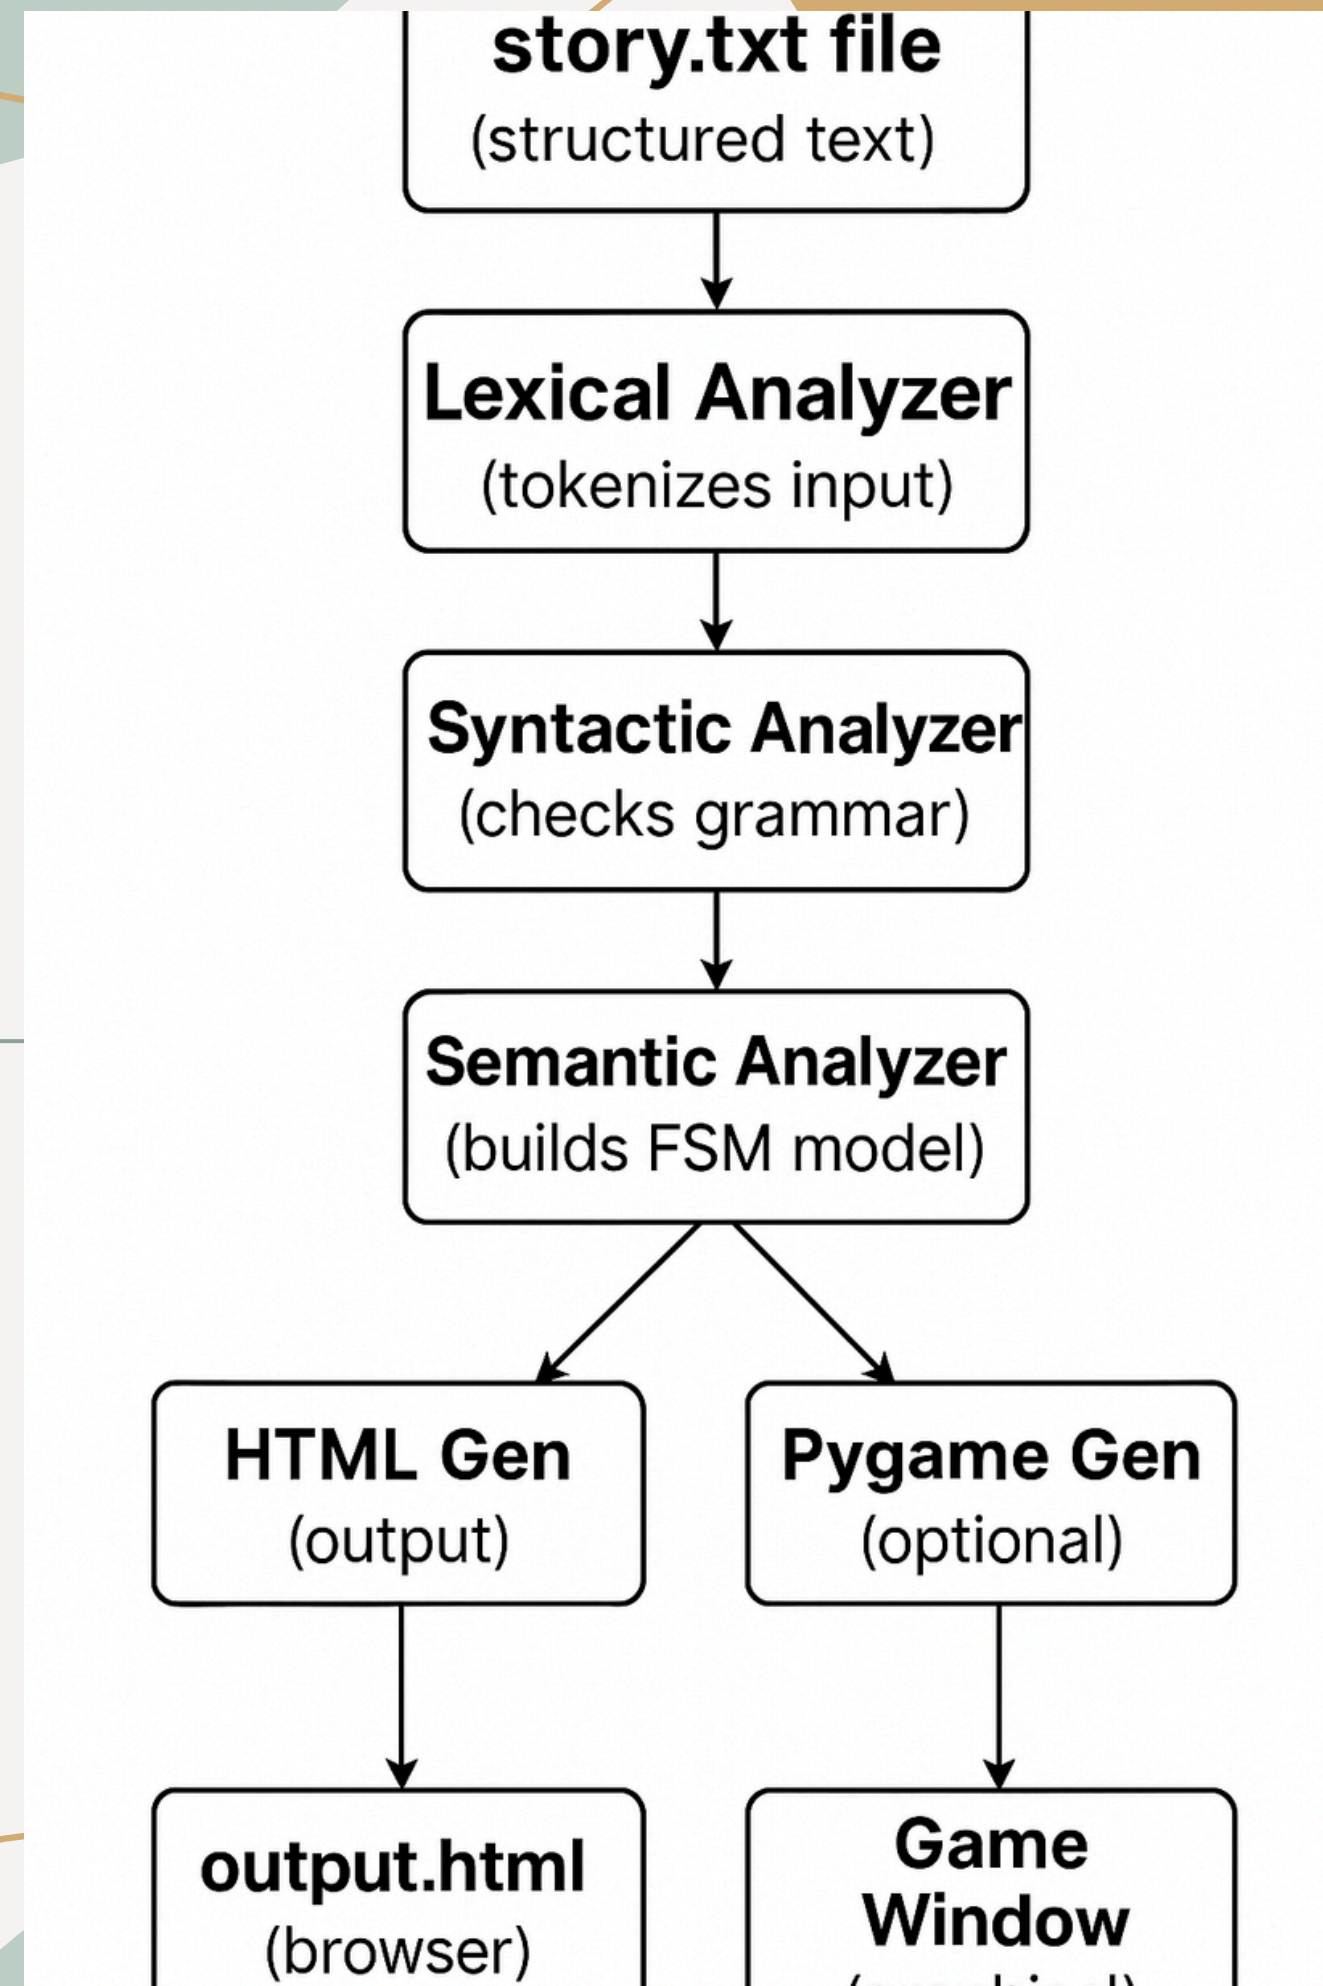 story.txt file
(structured text)
Lexical Analyzer
(tokenizes input)
Syntactic Analyzer
(checks grammar)
Semantic Analyzer
(builds FSM model)
HTML Gen
(output)
Pygame Gen
(optional)
output.html
(browser)
Game
Window